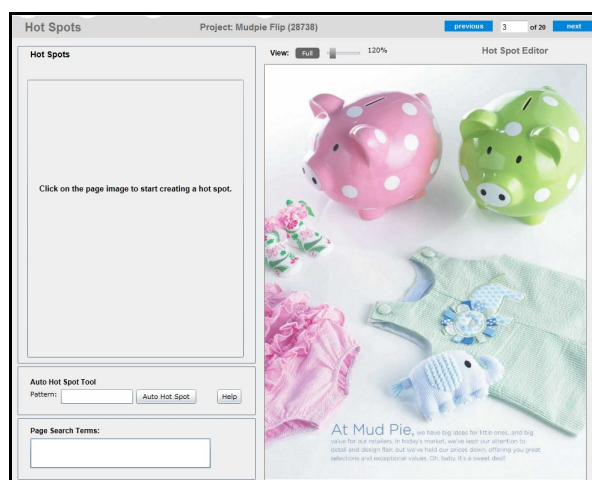 Hot Spots
Project: Mudpie Flip (28738)
previous 3 of 20 next
Hot Spots
View: Full 120%
Hot Spot Editor
Click on the page image to start creating a hot spot.
Auto Hot Spot Tool
Pattern: Auto Hot Spot Help
Page Search Terms:
At Mud Pie, we have big ideas for little ones, and big
value for our retailers. In today's market, we've kept our attention to
detail and design flair, but we've held our prices down, offering you great
selections and exceptional values. Oh, baby, it's a sweet deal!